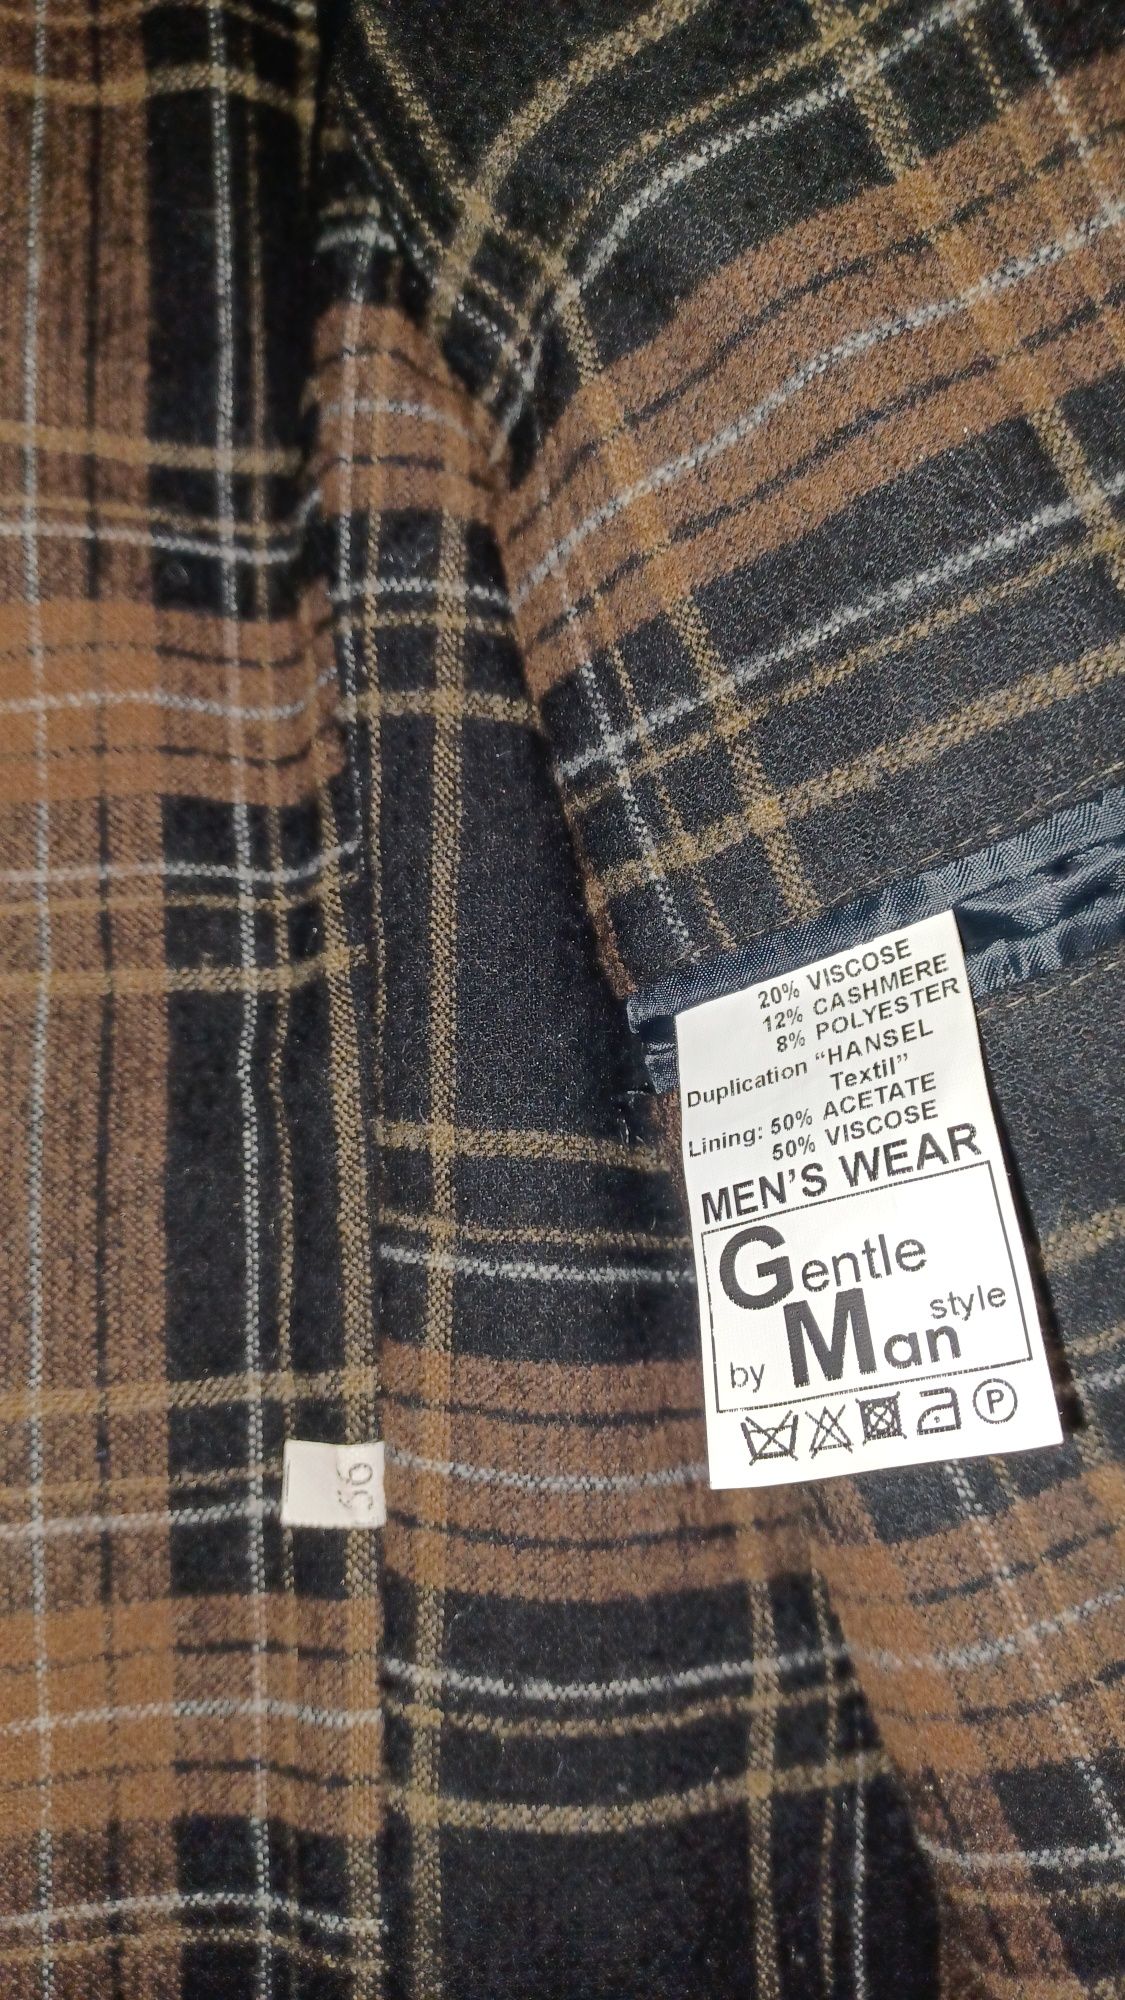 20% VISCOSE
12% CASHMERE
8% POLYESTER
Duplication "HANSEL
Textil"
Lining: 50% ACETATE
50% VISCOSE
MEN'S WEAR
Gentle
Man style
by
P
56